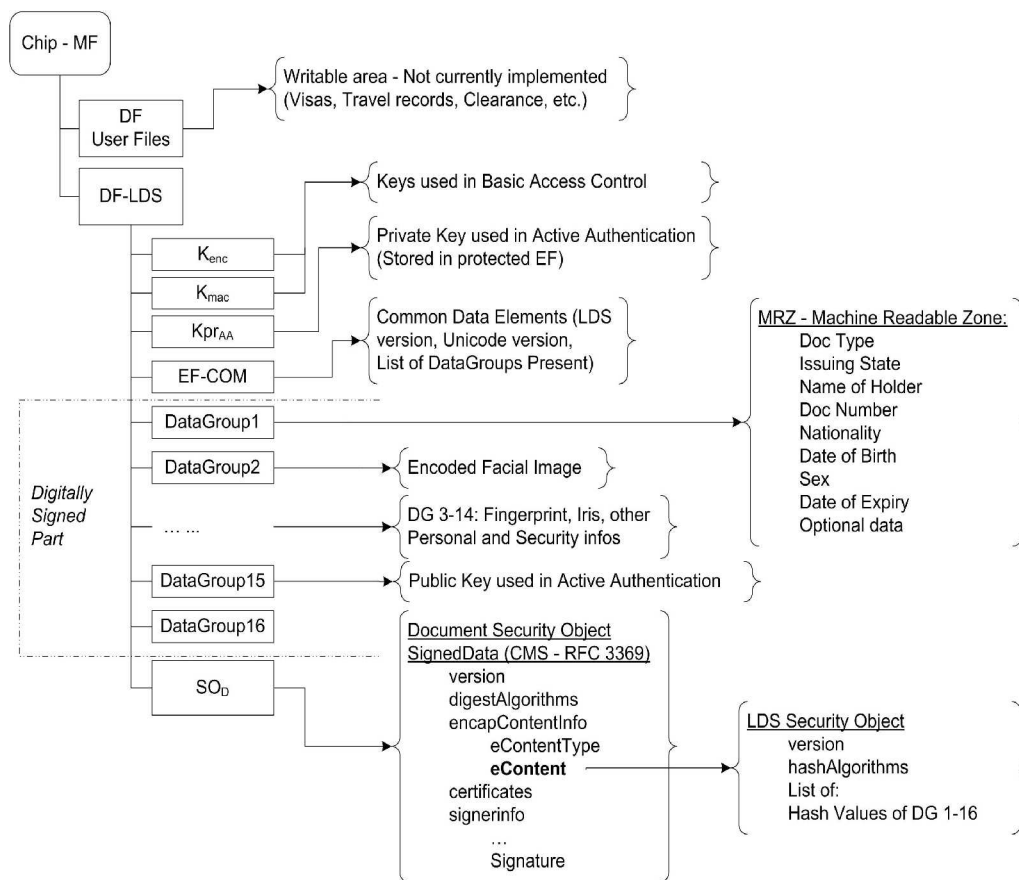 Chip - MF
DF
User Files
Writable area - Not currently implemented
(Visas, Travel records, Clearance, etc.)
DF-LDS
Keys used in Basic Access Control
Kenc
Kmac
KprAA
Private Key used in Active Authentication
(Stored in protected EF)
EF-COM
Common Data Elements (LDS
version, Unicode version,
List of DataGroups Present)
Digitally
Signed
Part
DataGroup1
MRZ - Machine Readable Zone:
Doc Type
Issuing State
Name of Holder
Doc Number
Nationality
Date of Birth
Sex
Date of Expiry
Optional data
DataGroup2
Encoded Facial Image
... ...
DG 3-14: Fingerprint, Iris, other
Personal and Security infos
DataGroup15
Public Key used in Active Authentication
DataGroup16
SOD
Document Security Object
SignedData (CMS - RFC 3369)
version
digestAlgorithms
encapContentInfo
eContentType
eContent
certificates
signerinfo
...
Signature
LDS Security Object
version
hashAlgorithms
List of:
Hash Values of DG 1-16